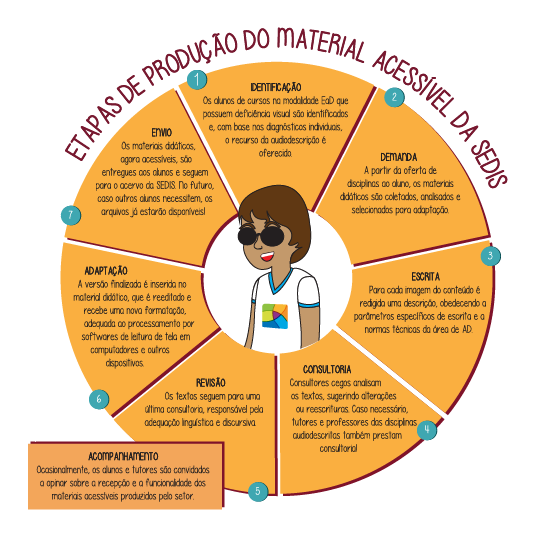 ETAPAS DE PRODUÇÃO DO MATERIAL ACESSÍVEL DA SEDIS
1
IDENTIFICAÇÃO
Os alunos de cursos na modalidade EaD que
possuem deficiência visual são identificados
e, com base nos diagnósticos individuais,
o recurso da audiodescrição é
oferecido.
2
DEMANDA
A partir da oferta de
disciplinas ao aluno, os materiais
didáticos são coletados, analisados e
selecionados para adaptação.
3
ESCRITA
Para cada imagem do conteúdo é
redigida uma descrição, obedecendo a
parâmetros específicos de escrita e a
normas técnicas da área de AD.
4
CONSULTORIA
Consultores cegos analisam
os textos, sugerindo alterações
ou reescrituras. Caso necessário,
tutores e professores das disciplinas
audiodescritas também prestam
consultoria!
5
REVISÃO
Os textos seguem para uma
última consultoria, responsável pela
adequação linguística e discursiva.
6
ADAPTAÇÃO
A versão finalizada é inserida no
material didático, que é reeditado e
recebe uma nova formatação,
adequada ao processamento por
softwares de leitura de tela em
computadores e outros
dispositivos.
7
ENVIO
Os materiais didáticos,
agora acessíveis, são
entregues aos alunos e seguem
para o acervo da SEDIS. No futuro,
caso outros alunos necessitem, os
arquivos já estarão disponíveis!
ACOMPANHAMENTO
Ocasionalmente, os alunos e tutores são convidados
a opinar sobre a recepção e a funcionalidade dos
materiais acessíveis produzidos pelo setor.